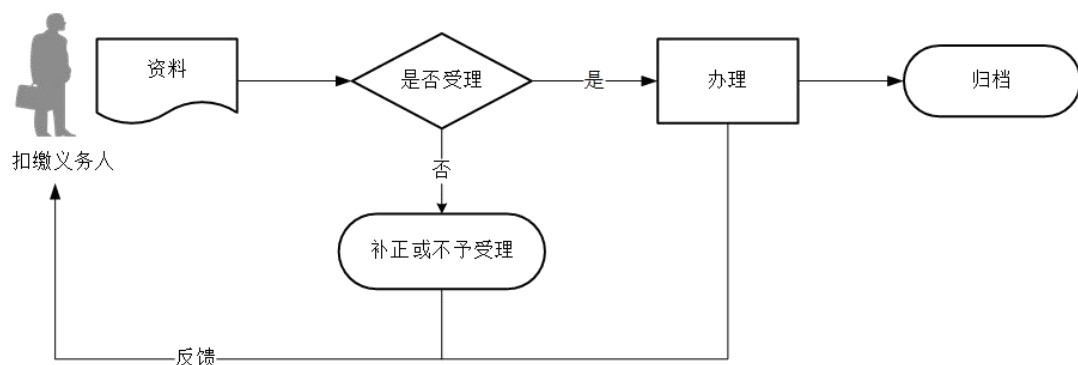 资料
是否受理
是
办理
归档
扣缴义务人
否
补正或不予受理
反馈